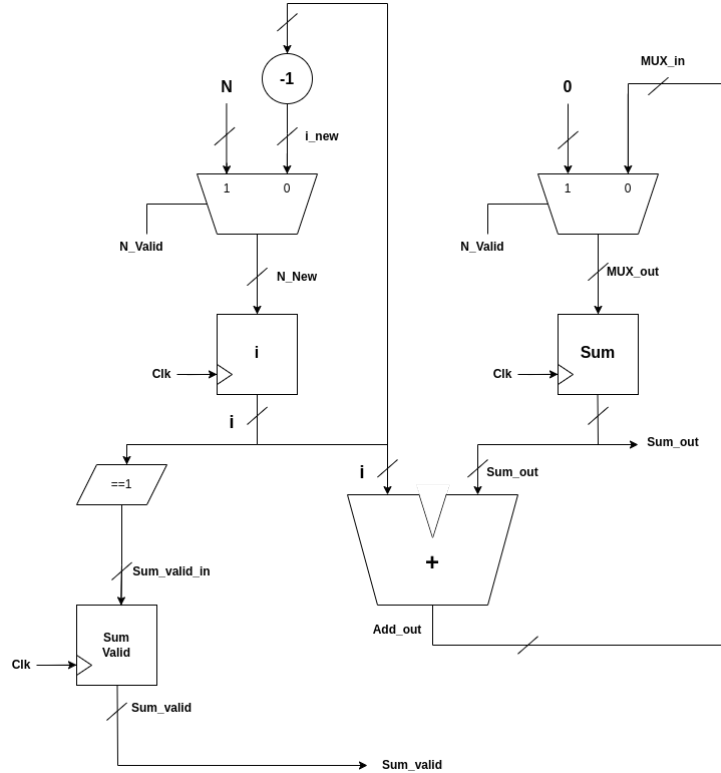 MUX_in
-1
N
0
i_new
1
0
1
0
N_Valid
N_Valid
N_New
MUX_out
i
Sum
Clk
Clk
i
Sum_out
i
Sum_out
==1
+
Sum_valid_in
Add_out
Sum
Valid
Clk
Sum_valid
Sum_valid